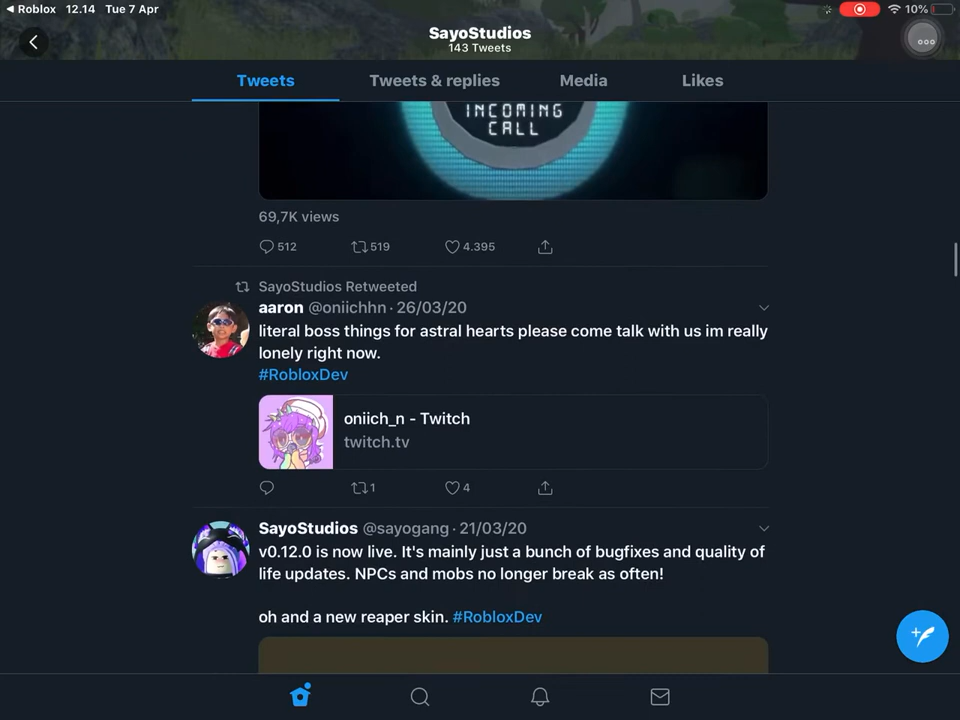 Roblox 12.14 Tue 7 Apr 10%
SayoStudios
143 Tweets
Tweets Tweets & replies Media Likes
INCOMING
CALL
69,7K views
512 519 4.395
SayoStudios Retweeted
aaron @oniichhn · 26/03/20
literal boss things for astral hearts please come talk with us im really
lonely right now.
#RobloxDev
oniich_n - Twitch
twitch.tv
1 4
SayoStudios @sayogang · 21/03/20
v0.12.0 is now live. It's mainly just a bunch of bugfixes and quality of
life updates. NPCs and mobs no longer break as often!
oh and a new reaper skin. #RobloxDev